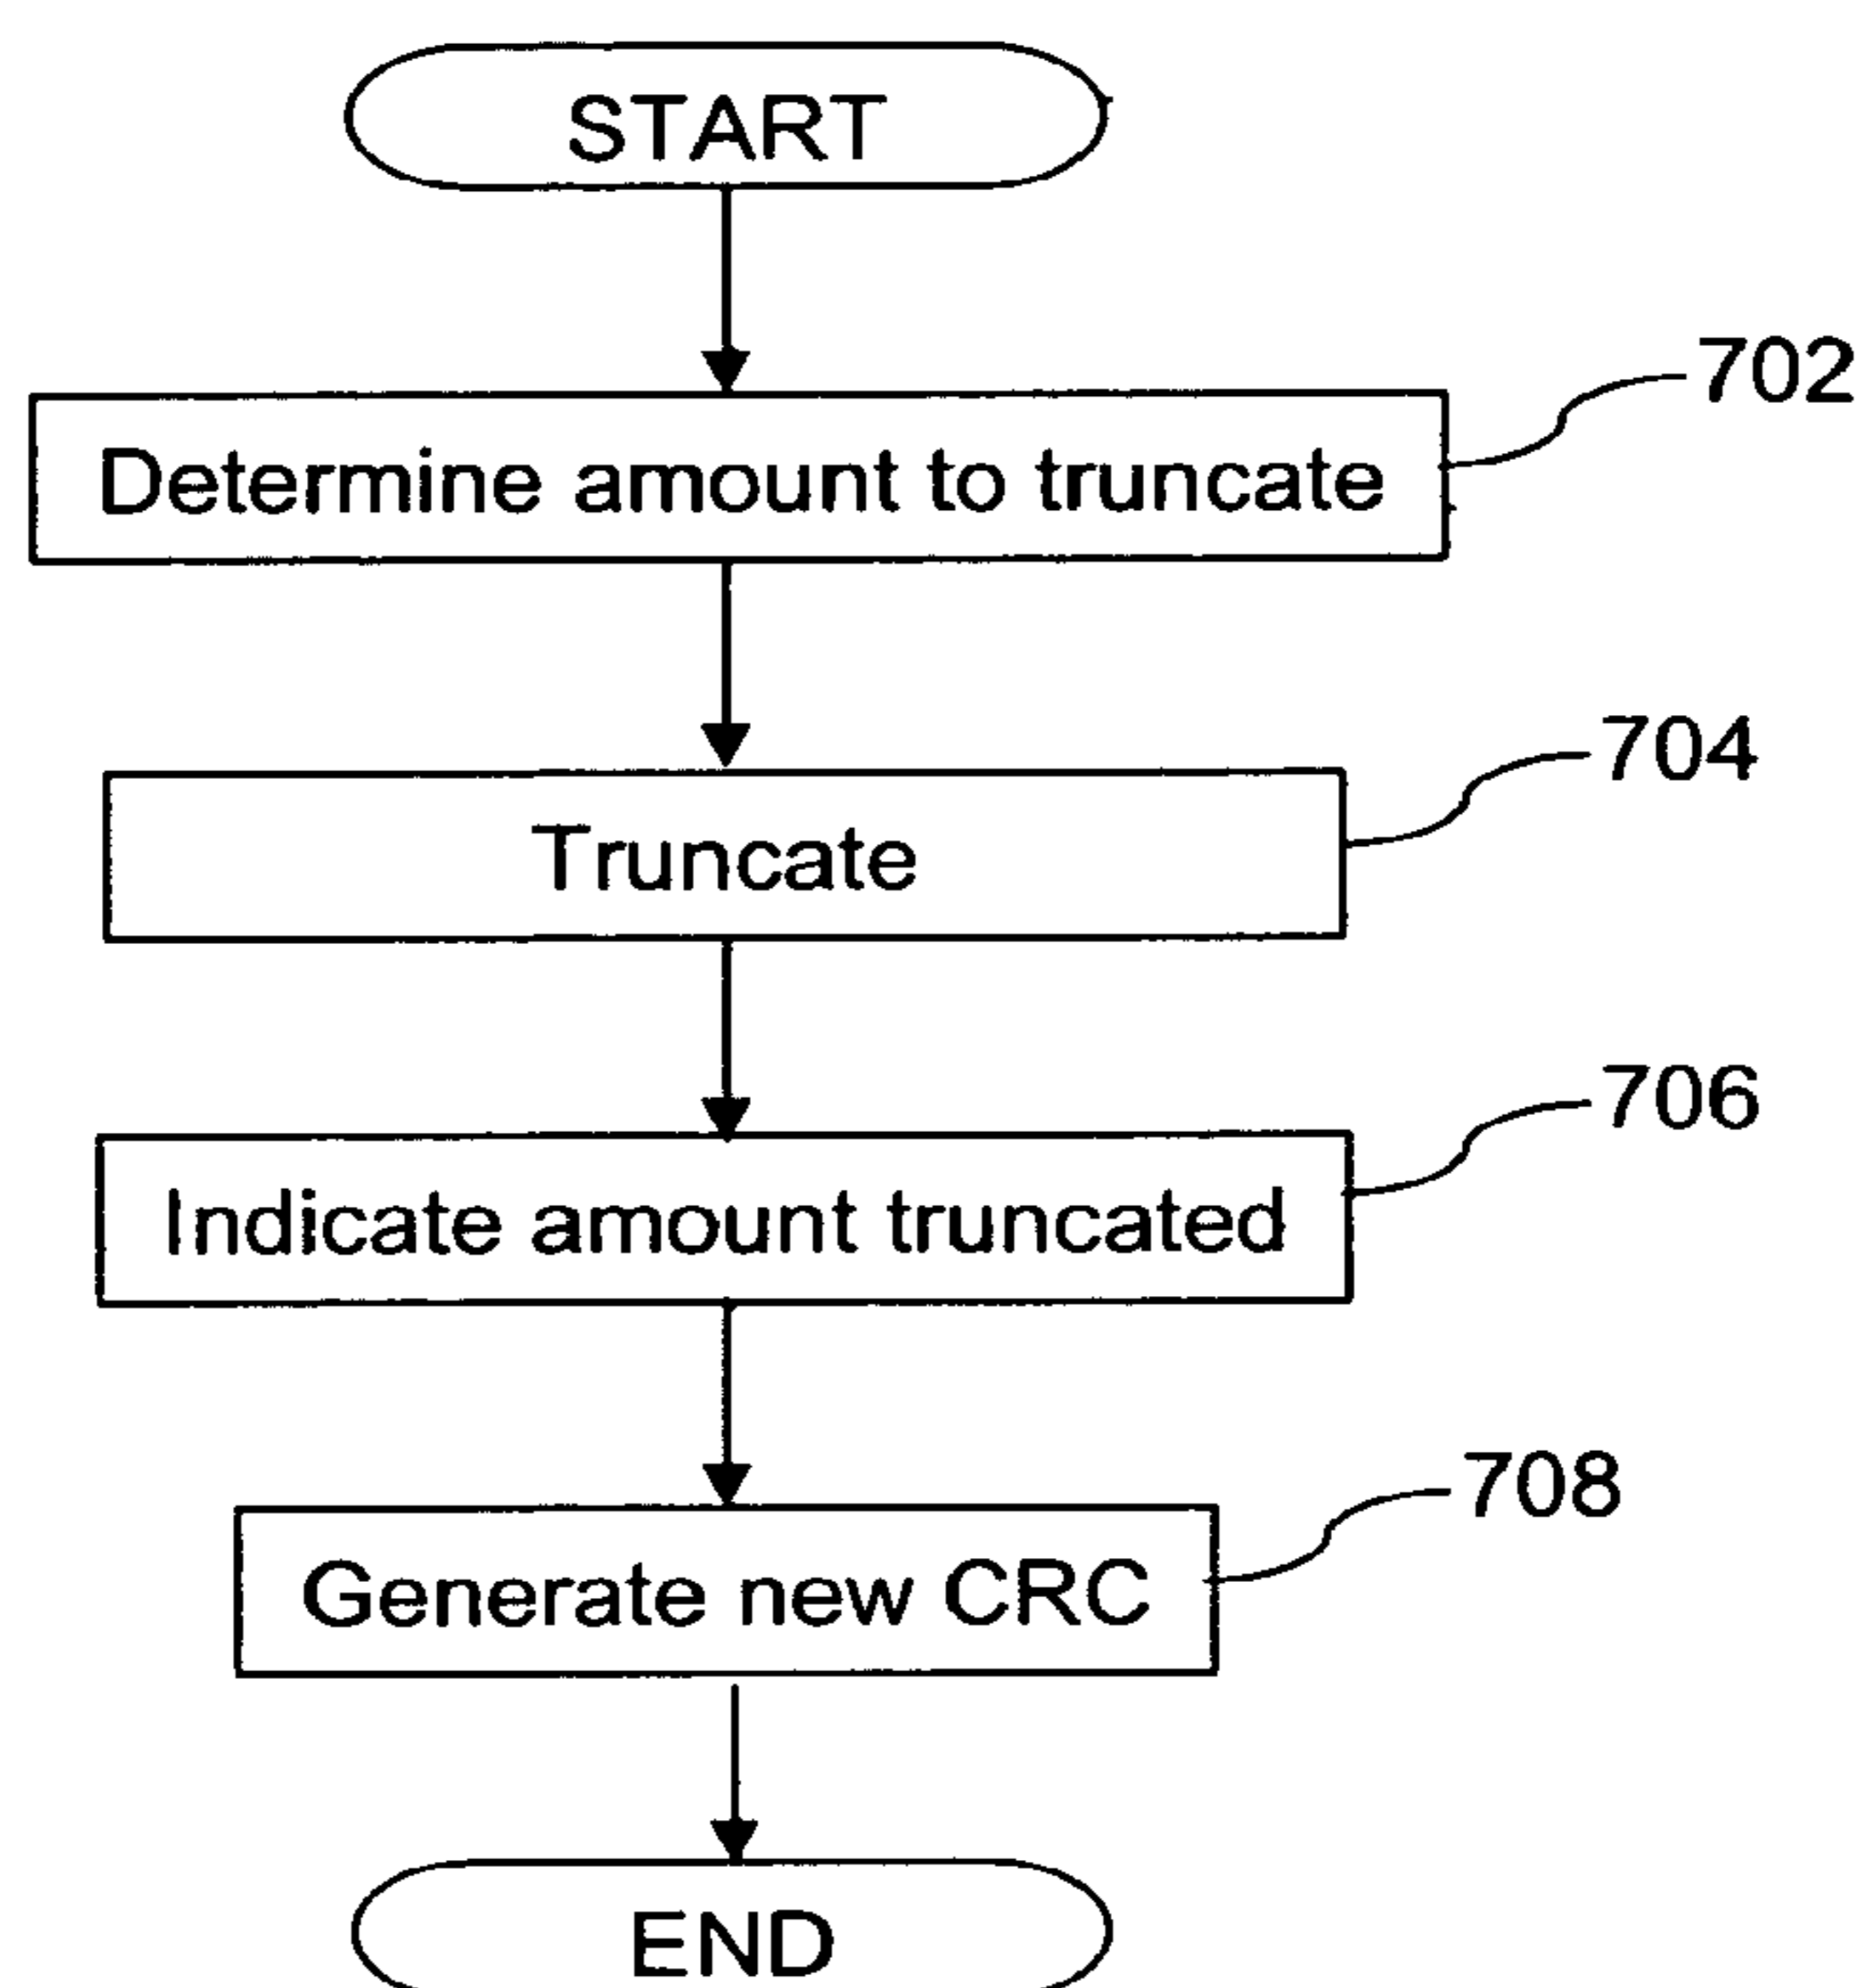 START
702
Determine amount to truncate
704
Truncate
706
Indicate amount truncated
708
Generate new CRC
END